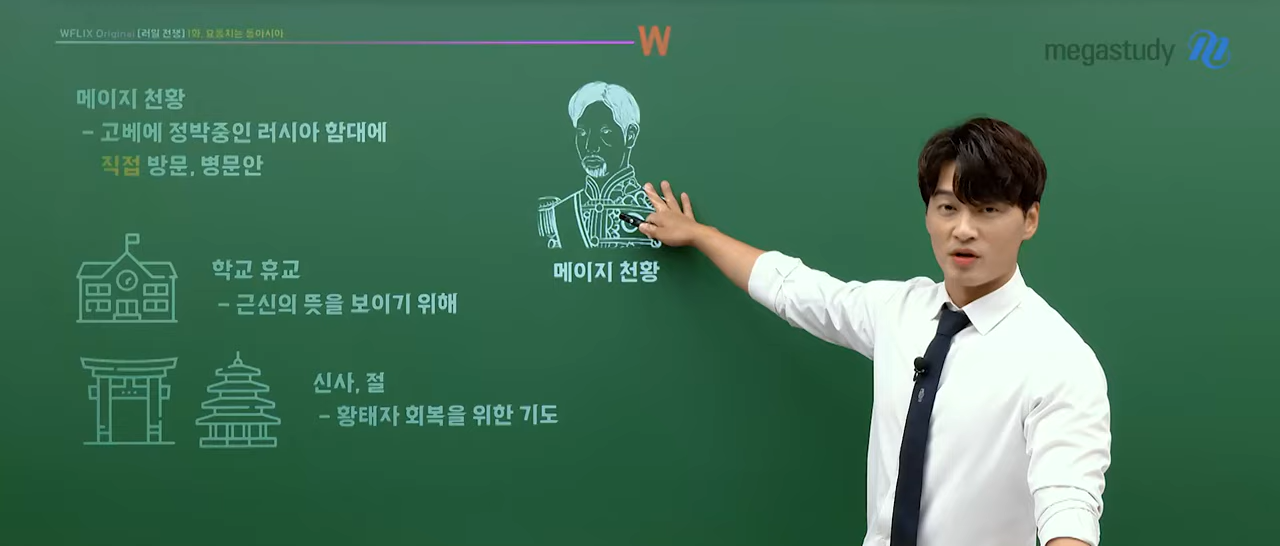 WFLIX Original [러일 전쟁] 1화. 요동치는 동아시아
W
megastudy
메이지 천황
- 고베에 정박중인 러시아 함대에
직접 방문, 병문안
메이지 천황
학교 휴교
- 근신의 뜻을 보이기 위해
신사, 절
- 황태자 회복을 위한 기도